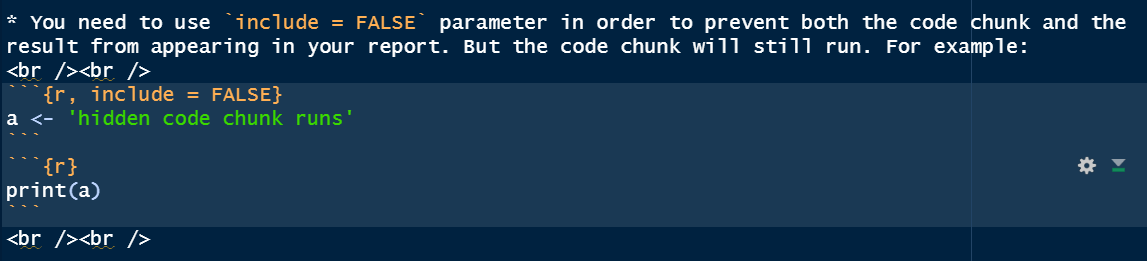 * You need to use `include = FALSE` parameter in order to prevent both the code chunk and the
result from appearing in your report. But the code chunk will still run. For example:
<br /><br />
```{r, include = FALSE}
a <- 'hidden code chunk runs'
```
```{r}
print(a)
```
<br /><br />